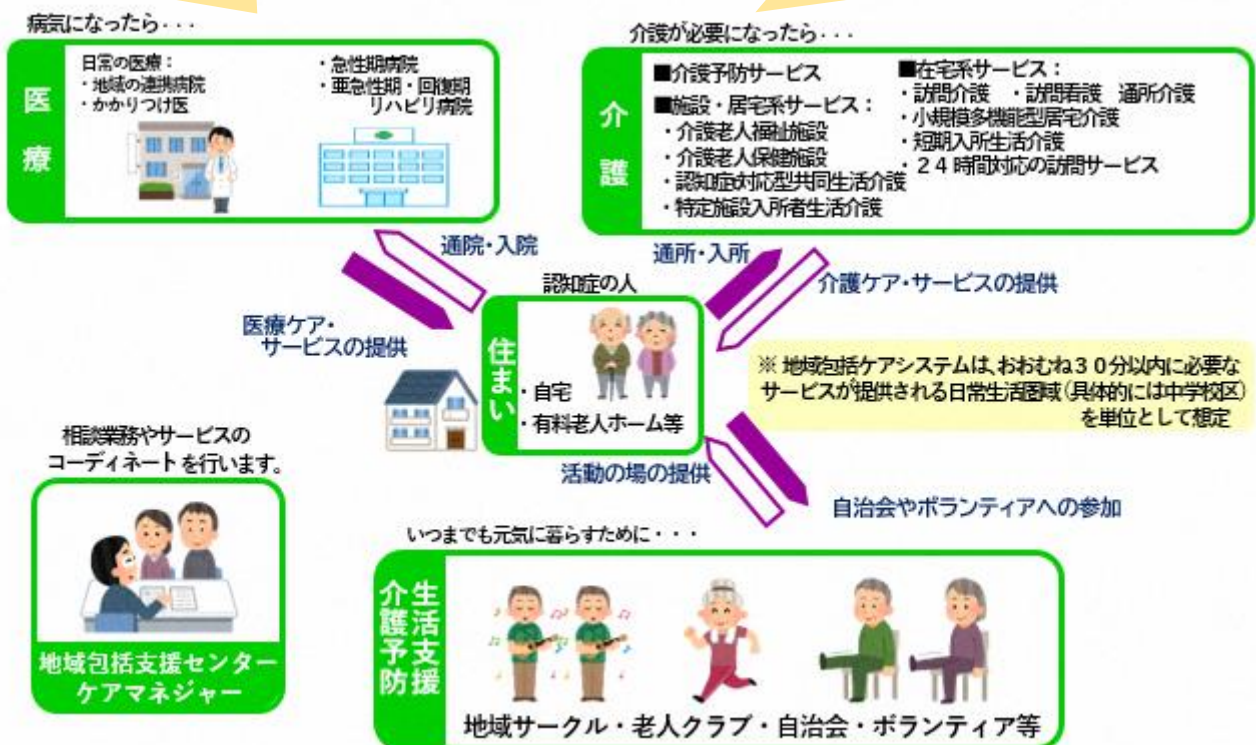 病気になったら・・・
医療
日常の医療：
・地域の連携病院
・かかりつけ医
・急性期病院
・亜急性期・回復期
リハビリ病院
介護が必要になったら・・・
介護
■介護予防サービス
■施設・居宅系サービス：
・介護老人福祉施設
・介護老人保健施設
・認知症対応型共同生活介護
・特定施設入所者生活介護
■在宅系サービス：
・訪問介護 ・訪問看護 通所介護
・小規模多機能型居宅介護
・短期入所生活介護
・２４時間対応の訪問サービス
通院・入院
医療ケア・
サービスの提供
通所・入所
介護ケア・サービスの提供
認知症の人
住まい
・自宅
・有料老人ホーム等
※ 地域包括ケアシステムは、おおむね３０分以内に必要な
サービスが提供される日常生活圏域（具体的には中学校区）
を単位として想定
相談業務やサービスの
コーディネートを行います。
地域包括支援センター
ケアマネジャー
活動の場の提供
自治会やボランティアへの参加
いつまでも元気に暮らすために・・・
生活支援
介護予防
地域サークル・老人クラブ・自治会・ボランティア等